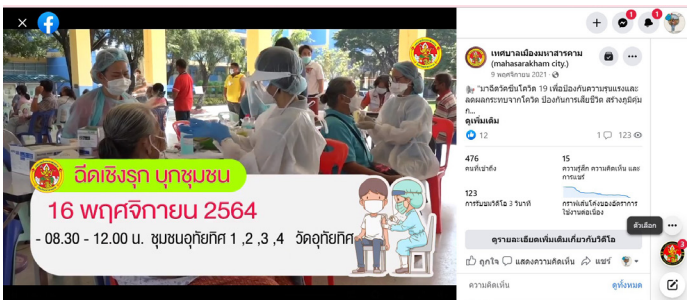 ฉีดเชิงรุก บุกชุมชน
16 พฤศจิกายน 2564
- 08.30 - 12.00 น. ชุมชนอุทัยทิศ 1 ,2 ,3 ,4 วัดอุทัยทิศ
1
1
เทศบาลเมืองมหาสารคาม
(mahasarakham city.)
9 พฤศจิกายน 2021
"มาฉีดวัคซีนโควิด 19 เพื่อป้องกันความรุนแรงและ
ลดผลกระทบจากโควิด ป้องกันการเสียชีวิต สร้างภูมิคุ้ม
ก...
ดูเพิ่มเติม
12
1
123
476
คนที่เข้าถึง
15
ความรู้สึก ความคิดเห็น และ
การแชร์
123
การรับชมวิดีโอ 3 วินาที
กราฟเส้นโค้งของอัตราการ
ใช้งานต่อเนื่อง
ตัวเลือก
ดูรายละเอียดเพิ่มเติมเกี่ยวกับวิดีโอ
3
ถูกใจ
แสดงความคิดเห็น
แชร์
ความคิดเห็น
ดูทั้งหมด